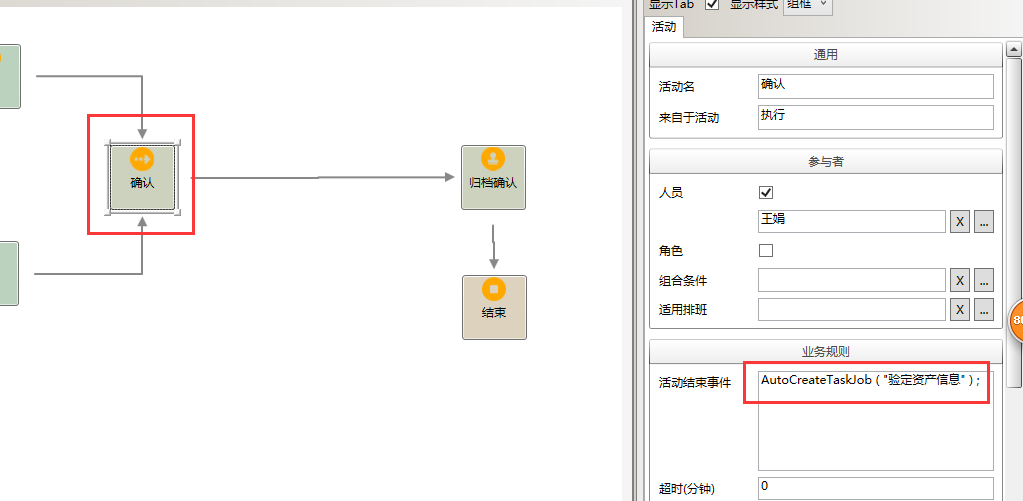 显示Tab 显示样式 组框
活动
通用
活动名 确认
来自于活动 执行
参与者
人员
王娟 X ...
角色
组合条件 X ...
适用排班 X ...
业务规则
活动结束事件 AutoCreateTaskJob ( "验定资产信息" ) ;
超时(分钟) 0
确认
归档确认
结束